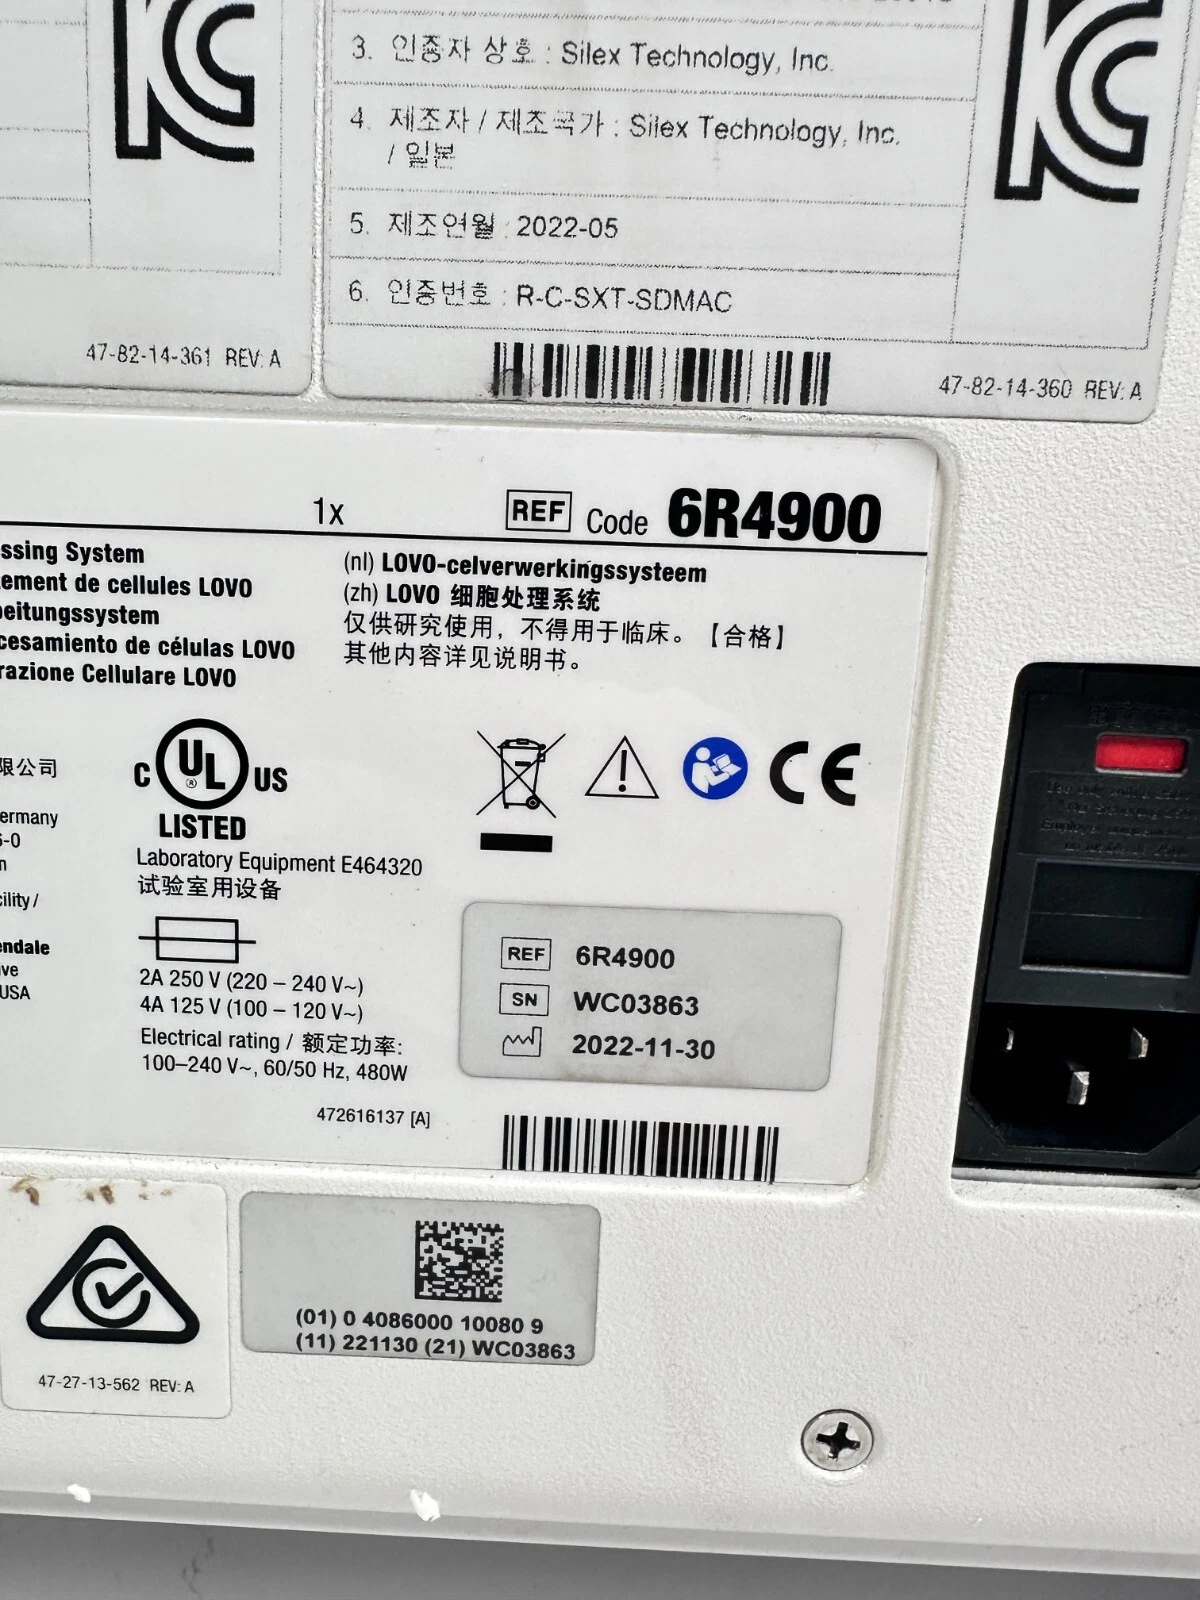 3. 인증자 상호 : Silex Technology, Inc.
4. 제조자 / 제조국가 : Silex Technology, Inc.
/ 일본
5. 제조연월 : 2022-05
6. 인증번호 : R-C-SXT-SDMAC
47-82-14-361 REV: A
47-82-14-360 REV: A
1x REF Code 6R4900
ssing System
tement de cellules LOVO
beitungssystem
cesamiento de células LOVO
razione Cellulare LOVO
(nl) LOVO-celverwerkingssysteem
(zh) LOVO 细胞处理系统
仅供研究使用，不得用于临床。【合格】
其他内容详见说明书。
限公司
ermany
-0
n
cility /
endale
ve
USA
C UL ® US
LISTED
Laboratory Equipment E464320
试验室用设备
2A 250 V (220 – 240 V~)
4A 125 V (100 – 120 V~)
Electrical rating / 额定功率:
100–240 V~, 60/50 Hz, 480W
472616137 [A]
CE
REF 6R4900
SN WC03863
2022-11-30
47-27-13-562 REV: A
(01) 0 4086000 10080 9
(11) 221130 (21) WC03863